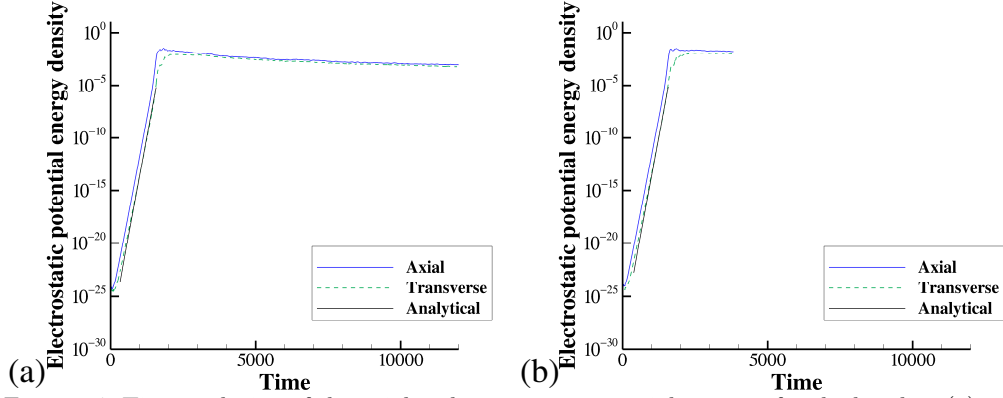 Electrostatic potential energy density
10^0
10^-5
10^-10
10^-15
10^-20
10^-25
10^-30
0
5000
10000
Time
Axial
Transverse
Analytical
(a)
Electrostatic potential energy density
10^0
10^-5
10^-10
10^-15
10^-20
10^-25
10^-30
0
5000
10000
Time
Axial
Transverse
Analytical
(b)